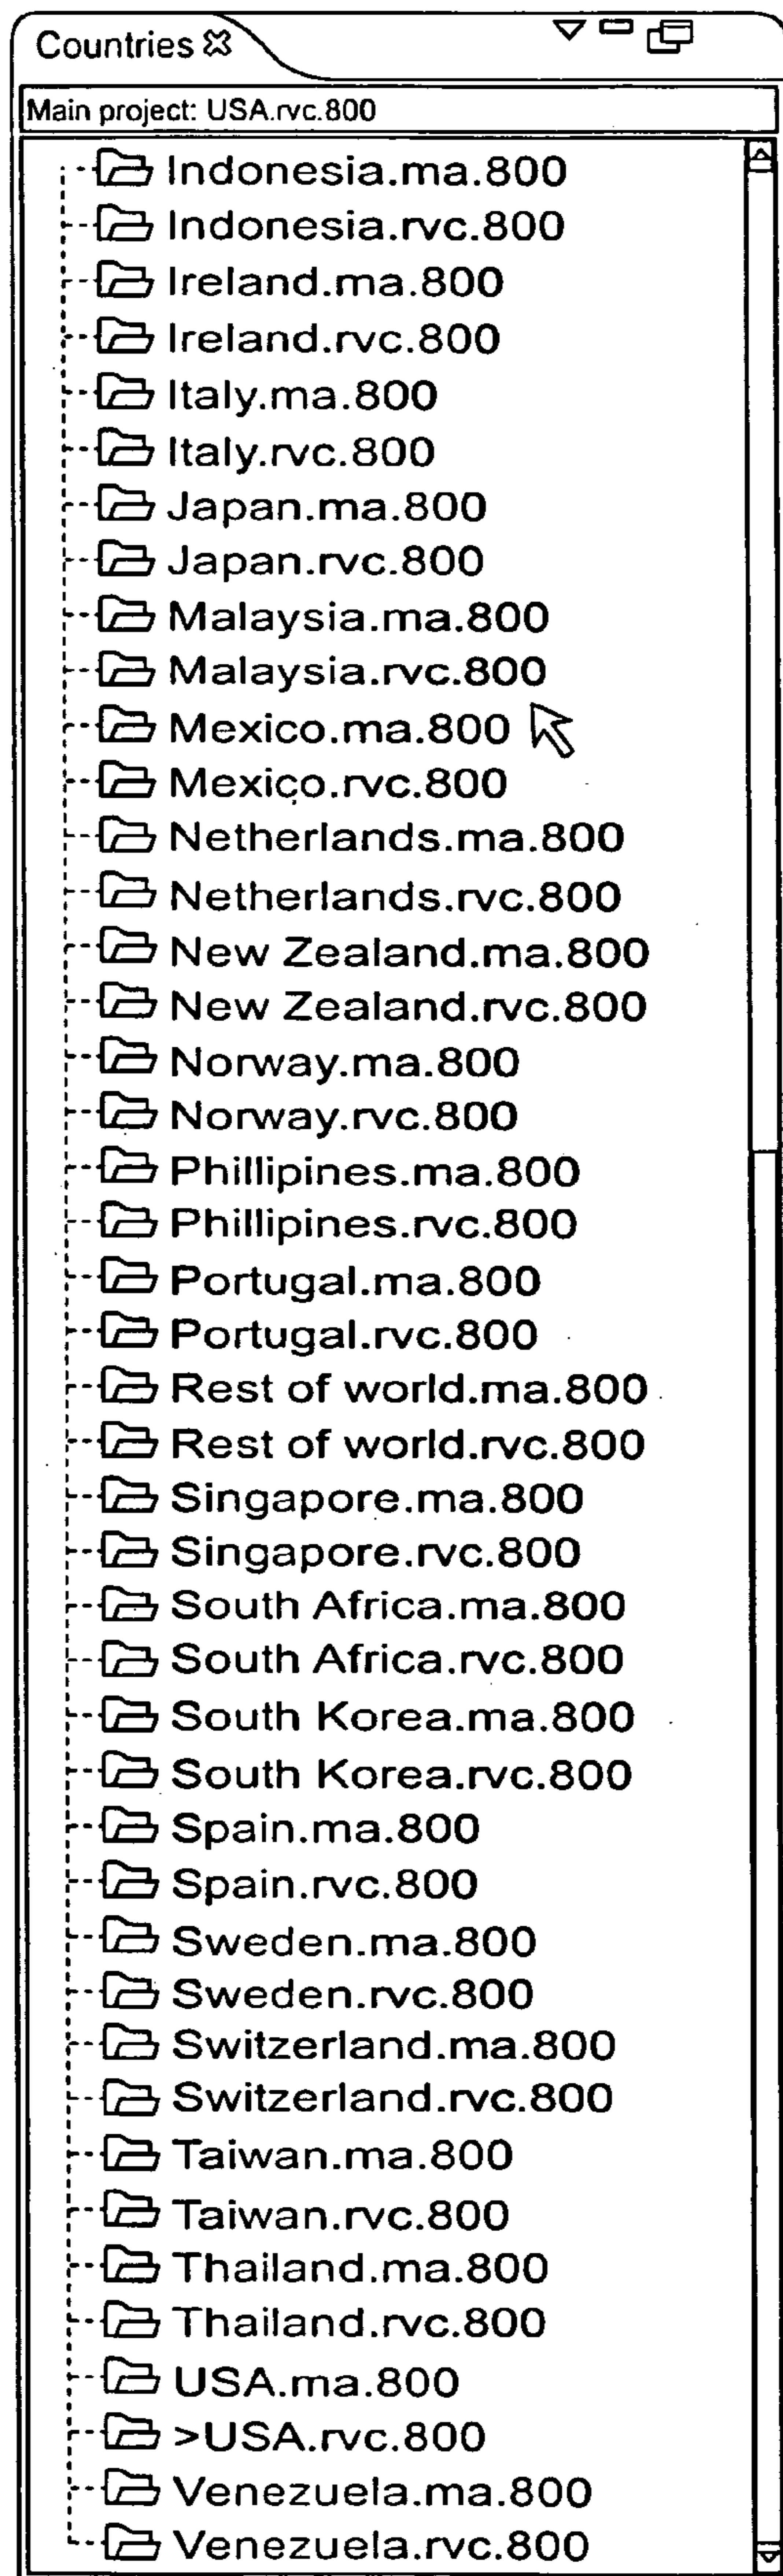 Countries
Main project: USA.rvc.800
Indonesia.ma.800
Indonesia.rvc.800
Ireland.ma.800
Ireland.rvc.800
Italy.ma.800
Italy.rvc.800
Japan.ma.800
Japan.rvc.800
Malaysia.ma.800
Malaysia.rvc.800
Mexico.ma.800
Mexico.rvc.800
Netherlands.ma.800
Netherlands.rvc.800
New Zealand.ma.800
New Zealand.rvc.800
Norway.ma.800
Norway.rvc.800
Phillipines.ma.800
Phillipines.rvc.800
Portugal.ma.800
Portugal.rvc.800
Rest of world.ma.800
Rest of world.rvc.800
Singapore.ma.800
Singapore.rvc.800
South Africa.ma.800
South Africa.rvc.800
South Korea.ma.800
South Korea.rvc.800
Spain.ma.800
Spain.rvc.800
Sweden.ma.800
Sweden.rvc.800
Switzerland.ma.800
Switzerland.rvc.800
Taiwan.ma.800
Taiwan.rvc.800
Thailand.ma.800
Thailand.rvc.800
USA.ma.800
>USA.rvc.800
Venezuela.ma.800
Venezuela.rvc.800